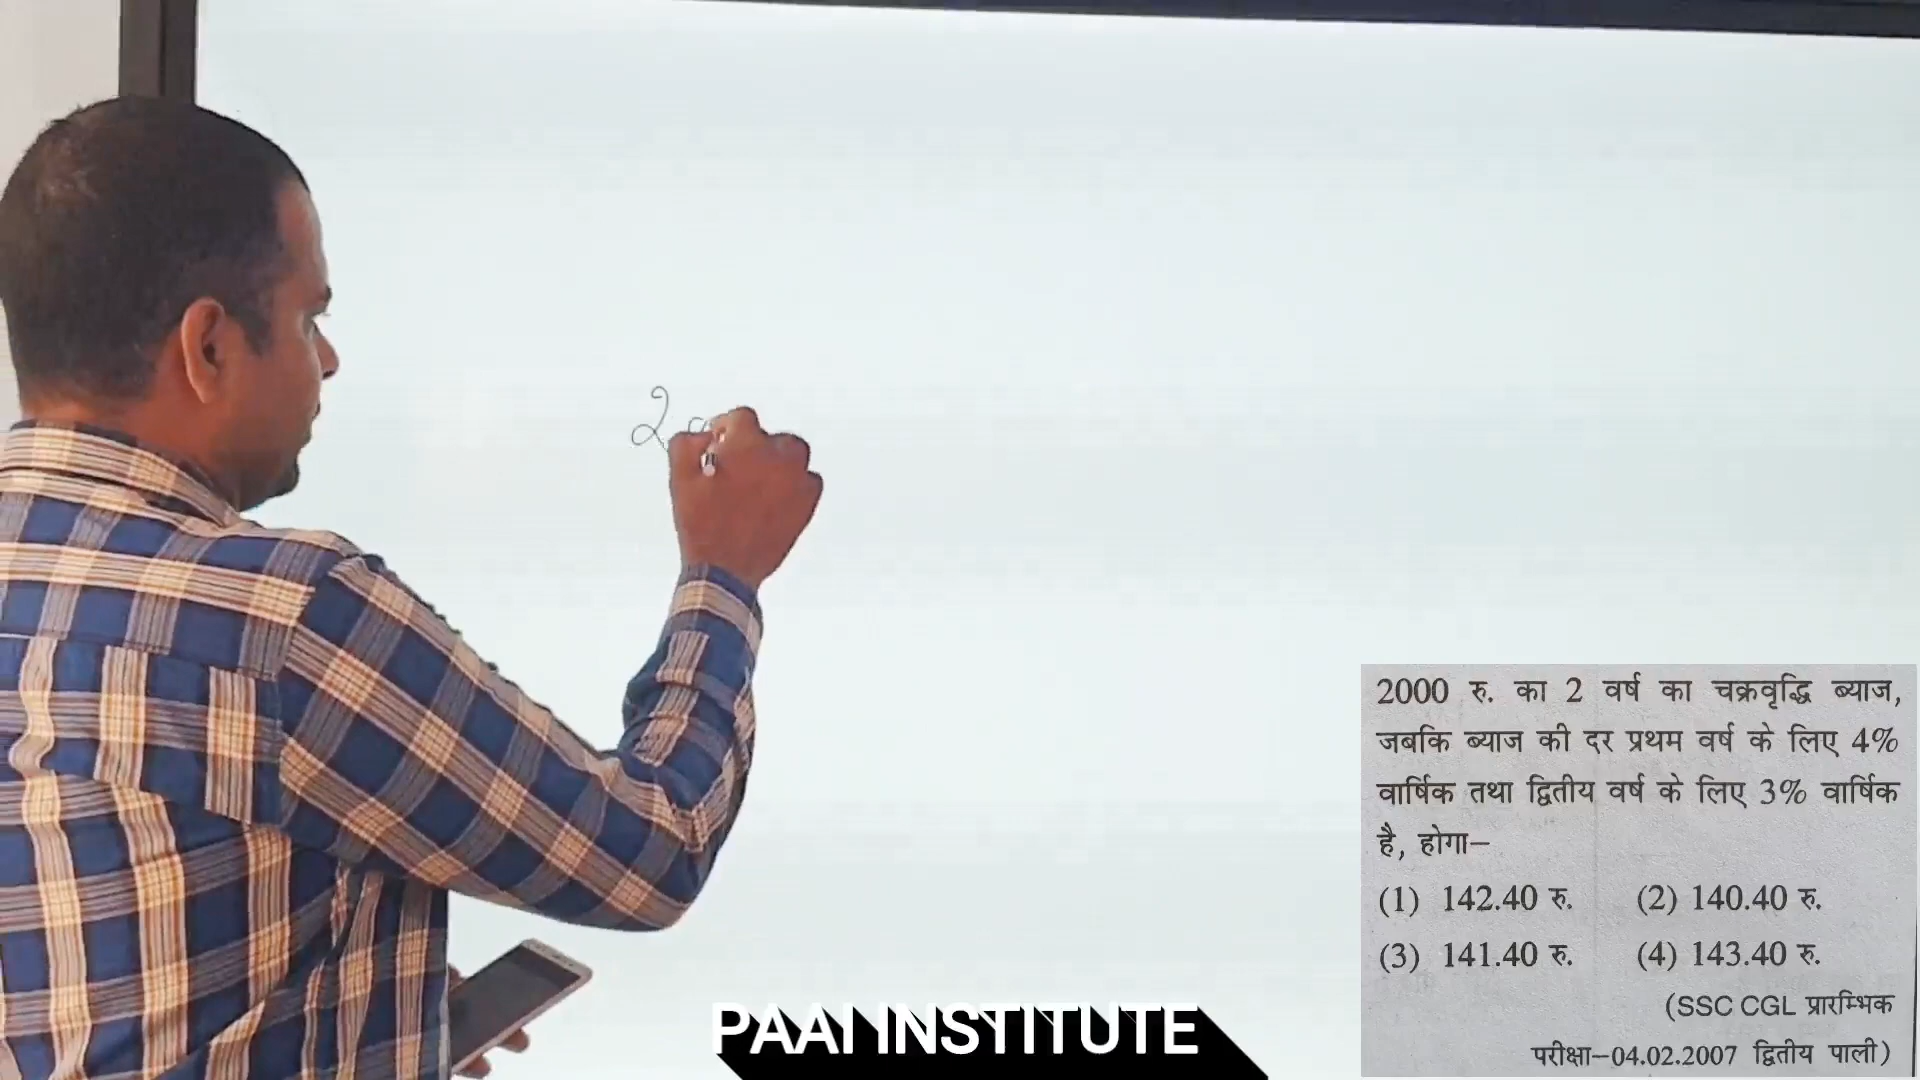 2
2000 रु. का 2 वर्ष का चक्रवृद्धि ब्याज,
जबकि ब्याज की दर प्रथम वर्ष के लिए 4%
वार्षिक तथा द्वितीय वर्ष के लिए 3% वार्षिक
है, होगा–
(1) 142.40 रु. (2) 140.40 रु.
(3) 141.40 रु. (4) 143.40 रु.
(SSC CGL प्रारम्भिक
परीक्षा–04.02.2007 द्वितीय पाली)
PAAI INSTITUTE